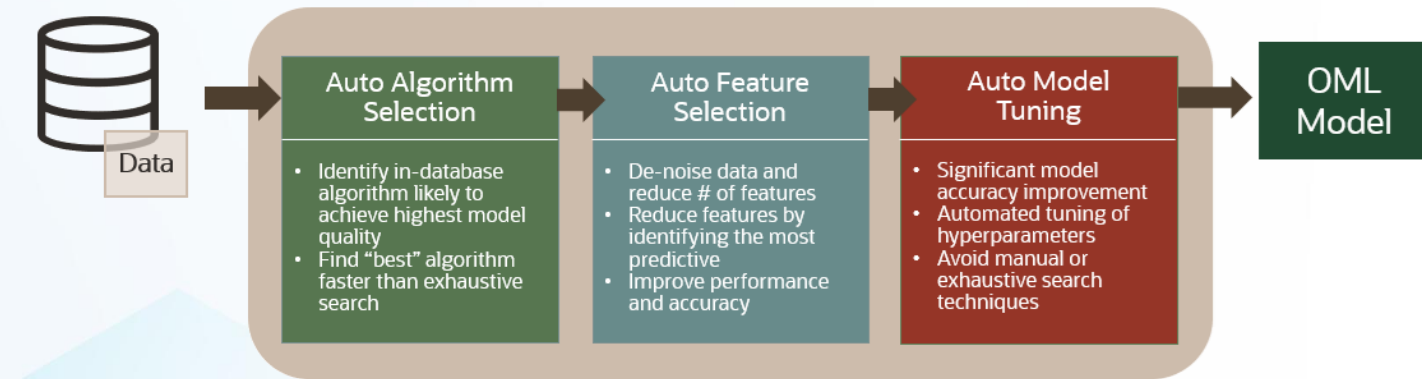 Data
Auto Algorithm
Selection
• Identify in-database
algorithm likely to
achieve highest model
quality
• Find “best” algorithm
faster than exhaustive
search
Auto Feature
Selection
• De-noise data and
reduce # of features
• Reduce features by
identifying the most
predictive
• Improve performance
and accuracy
Auto Model
Tuning
• Significant model
accuracy improvement
• Automated tuning of
hyperparameters
• Avoid manual or
exhaustive search
techniques
OML
Model